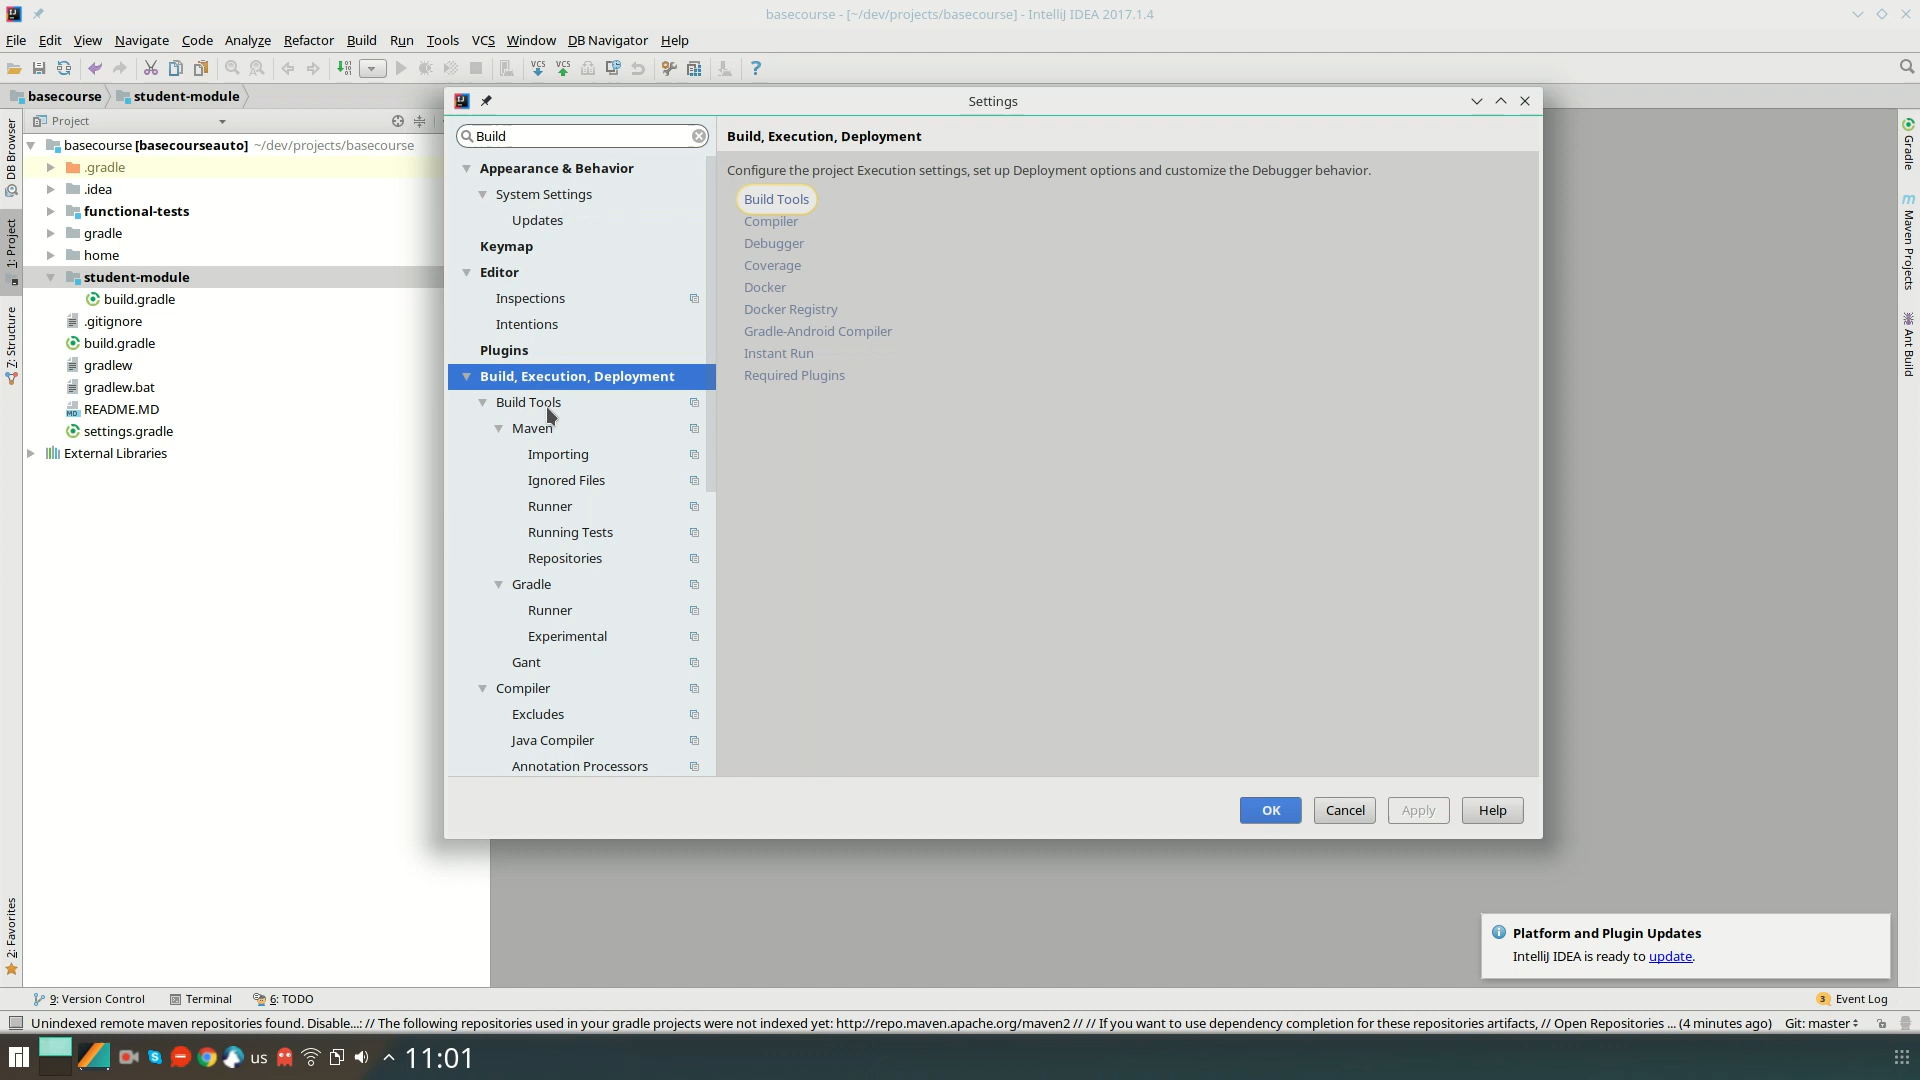 basecourse - [~/dev/projects/basecourse] - IntelliJ IDEA 2017.1.4
File Edit View Navigate Code Analyze Refactor Build Run Tools VCS Window DB Navigator Help
VCS VCS ?
basecourse student-module
Settings
Project
DB Browser
1: Project
7: Structure
2: Favorites
basecourse [basecourseauto] ~/dev/projects/basecourse
.gradle
.idea
functional-tests
gradle
home
student-module
build.gradle
.gitignore
build.gradle
gradlew
gradlew.bat
README.MD
settings.gradle
External Libraries
Build
Appearance & Behavior
System Settings
Updates
Keymap
Editor
Inspections
Intentions
Plugins
Build, Execution, Deployment
Build Tools
Maven
Importing
Ignored Files
Runner
Running Tests
Repositories
Gradle
Runner
Experimental
Gant
Compiler
Excludes
Java Compiler
Annotation Processors
Build, Execution, Deployment
Configure the project Execution settings, set up Deployment options and customize the Debugger behavior.
Build Tools
Compiler
Debugger
Coverage
Docker
Docker Registry
Gradle-Android Compiler
Instant Run
Required Plugins
OK Cancel Apply Help
Gradle
Maven Projects
Ant Build
Platform and Plugin Updates
IntelliJ IDEA is ready to update.
9: Version Control Terminal 6: TODO
3 Event Log
Unindexed remote maven repositories found. Disable...: // The following repositories used in your gradle projects were not indexed yet: http://repo.maven.apache.org/maven2 // // If you want to use dependency completion for these repositories artifacts, // Open Repositories ... (4 minutes ago) Git: master
us 11:01